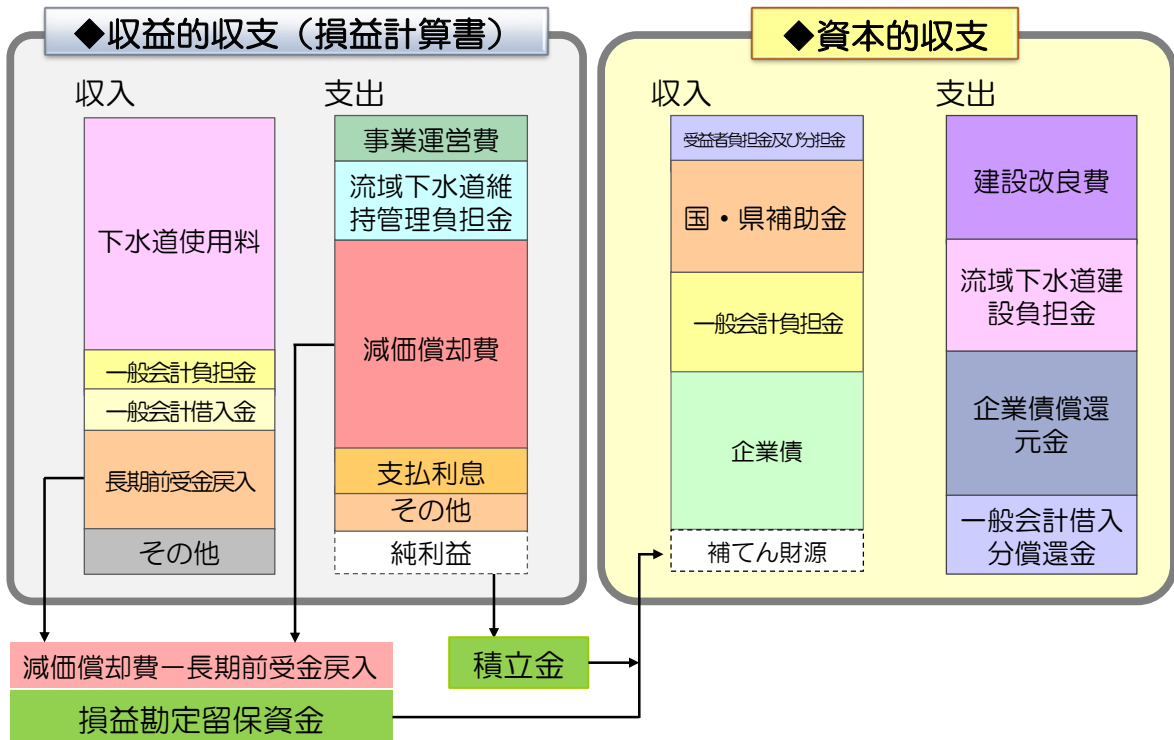 ◆収益的収支（損益計算書）
収入
下水道使用料
一般会計負担金
一般会計借入金
長期前受金戻入
その他
支出
事業運営費
流域下水道維
持管理負担金
減価償却費
支払利息
その他
純利益
◆資本的収支
収入
受益者負担金及び分担金
国・県補助金
一般会計負担金
企業債
補てん財源
支出
建設改良費
流域下水道建
設負担金
企業債償還
元金
一般会計借入
分償還金
減価償却費－長期前受金戻入
損益勘定留保資金
積立金